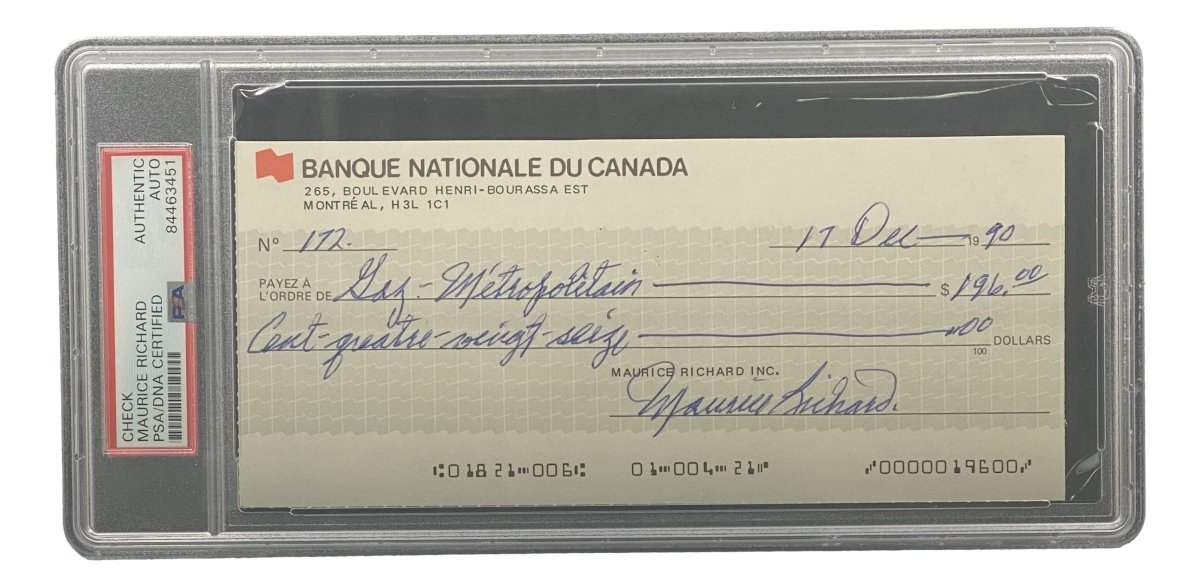 AUTHENTIC
AUTO
84463451
PSA
CHECK
MAURICE RICHARD
PSA/DNA CERTIFIED
BANQUE NATIONALE DU CANADA
265, BOULEVARD HENRI-BOURASSA EST
MONTRÉAL, H3L 1C1
Nº 172.
17 Dec 1990
PAYEZ À
L'ORDRE DE Gaz-Métropolitain $196.00
Cent-quatre-vingt-seize 00
100 DOLLARS
MAURICE RICHARD INC.
Maurice Richard.
⑆01821⑉006⑆ 01⑉004⑉21⑈ ⑇0000019600⑇